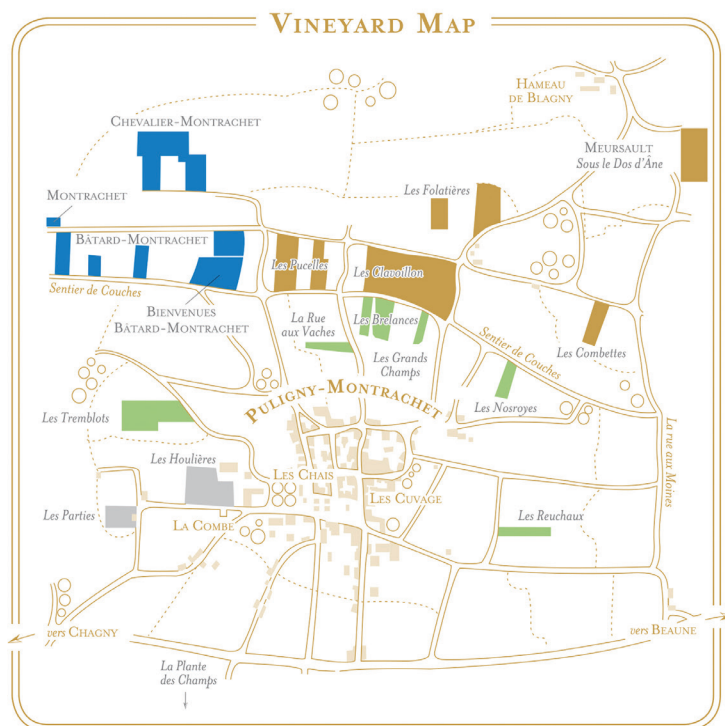 VINEYARD MAP
HAMEAU
DE BLAGNY
CHEVALIER-MONTRACHET
MEURSAULT
Sous le Dos d'Âne
Les Folatières
MONTRACHET
BÂTARD-MONTRACHET
Les Pucelles
Les Clavoillon
Sentier de Couches
BIENVENUES
BÂTARD-MONTRACHET
La Rue
aux Vaches
Les Brelances
Les Grands
Champs
Sentier de Couches
Les Combettes
PULIGNY-MONTRACHET
Les Nosroyes
Les Tremblots
La rue aux Moines
Les Houlières
LES CHAIS
LES CUVAGE
Les Parties
LA COMBE
Les Reuchaux
vers CHAGNY
vers BEAUNE
La Plante
des Champs